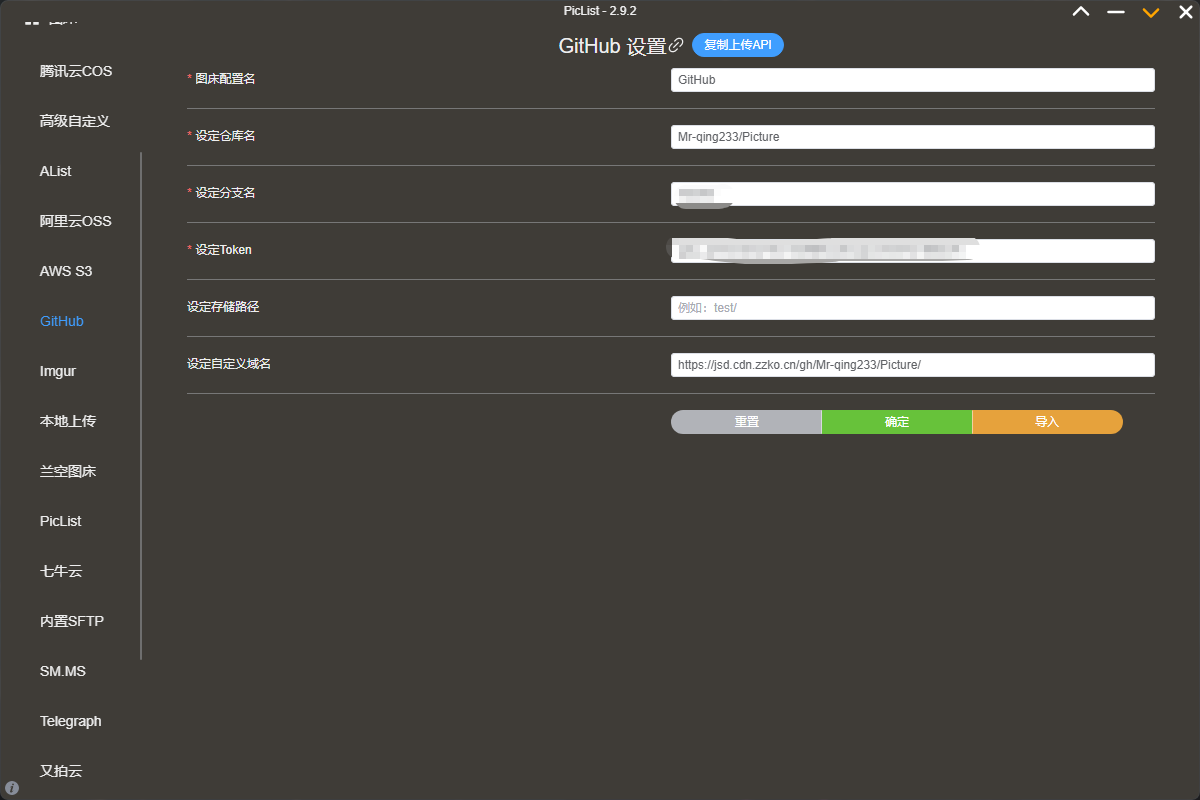 PicList - 2.9.2
GitHub 设置
复制上传API
腾讯云COS
高级自定义
AList
阿里云OSS
AWS S3
GitHub
Imgur
本地上传
兰空图床
PicList
七牛云
内置SFTP
SM.MS
Telegraph
又拍云
* 图床配置名
GitHub
* 设定仓库名
Mr-qing233/Picture
* 设定分支名
* 设定Token
设定存储路径
例如：test/
设定自定义域名
https://jsd.cdn.zzko.cn/gh/Mr-qing233/Picture/
重置
确定
导入